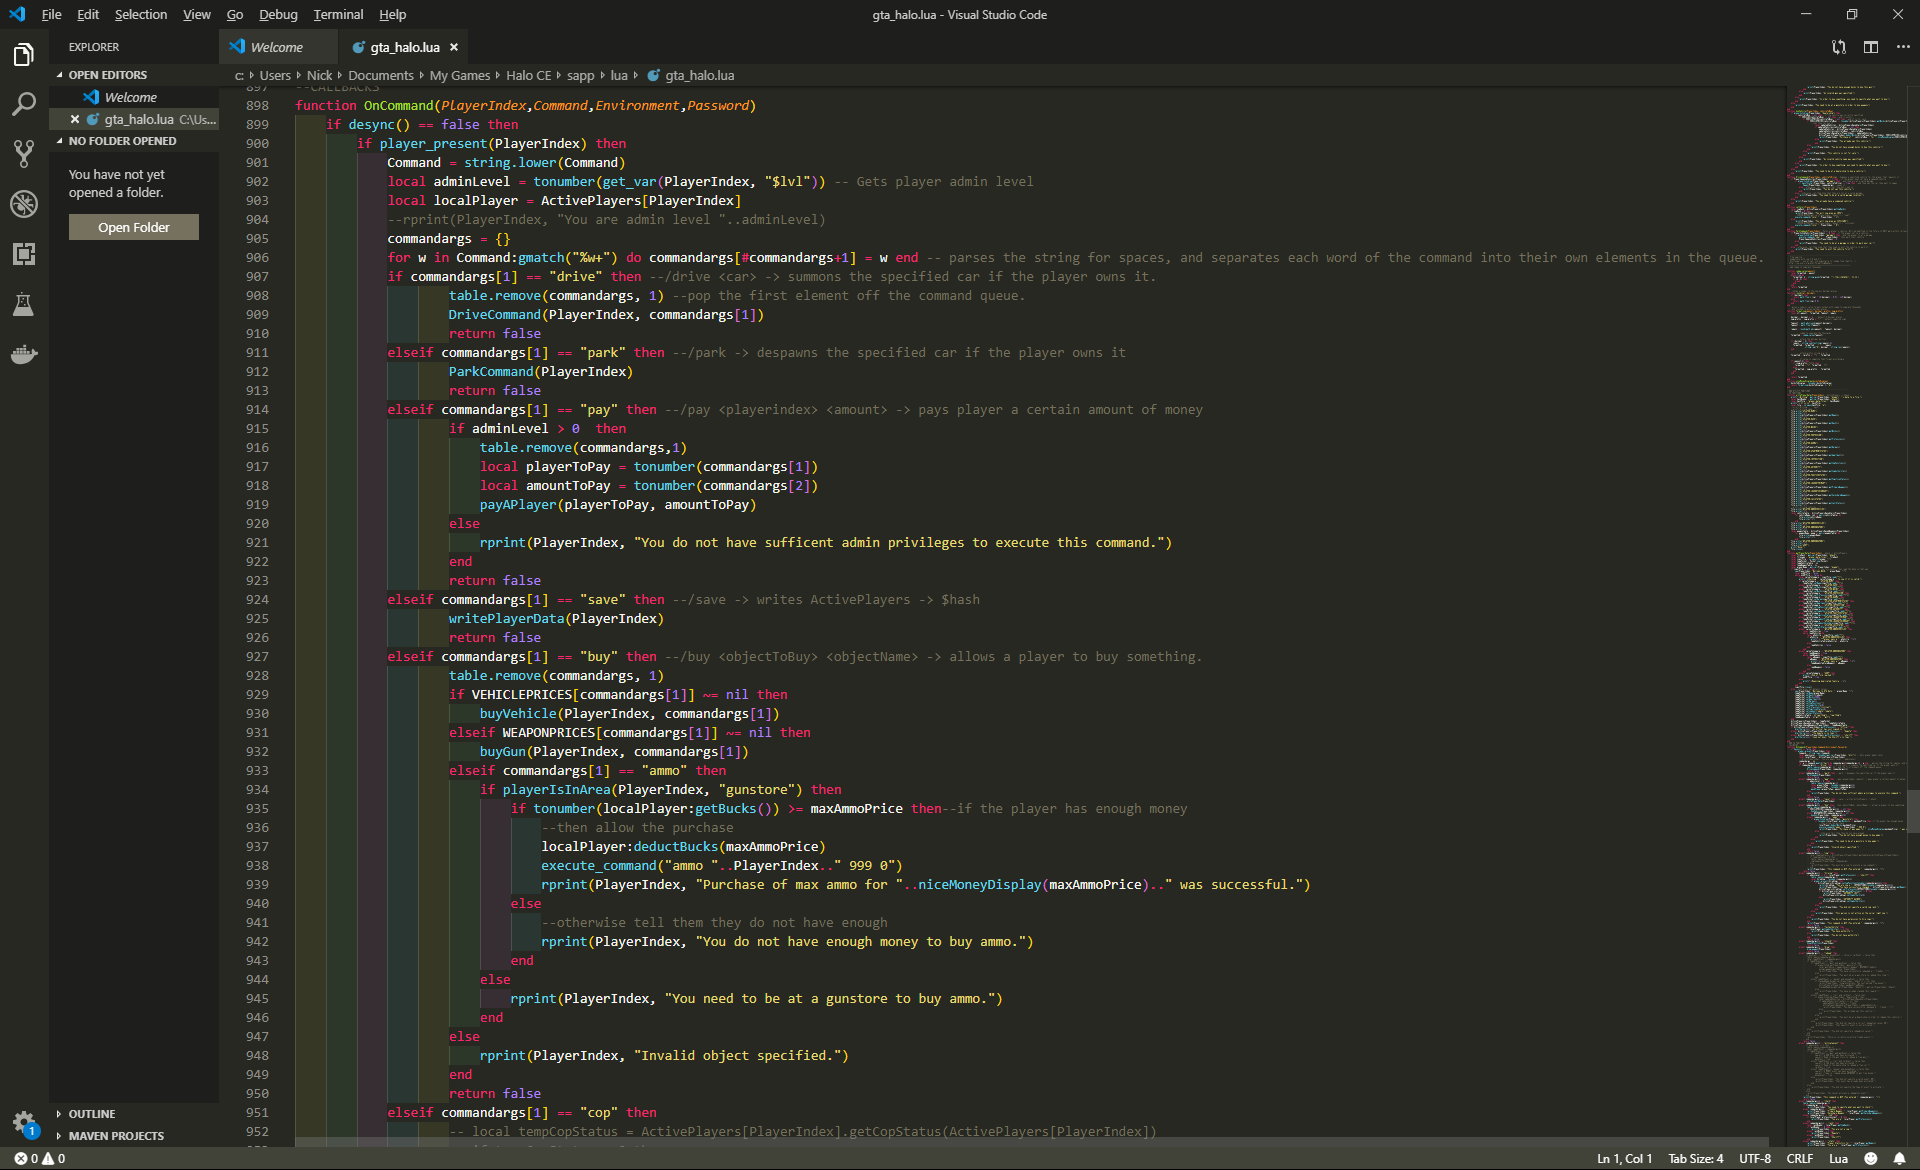 File Edit Selection View Go Debug Terminal Help
gta_halo.lua - Visual Studio Code
EXPLORER
Welcome
gta_halo.lua ×
OPEN EDITORS
Welcome
× gta_halo.lua C:\Us...
NO FOLDER OPENED
You have not yet
opened a folder.
Open Folder
OUTLINE
MAVEN PROJECTS
1
c: Users Nick Documents My Games Halo CE sapp lua gta_halo.lua
897 --CALLBACKS
898 function OnCommand(PlayerIndex,Command,Environment,Password)
899 if desync() == false then
900 if player_present(PlayerIndex) then
901 Command = string.lower(Command)
902 local adminLevel = tonumber(get_var(PlayerIndex, "$lvl")) -- Gets player admin level
903 local localPlayer = ActivePlayers[PlayerIndex]
904 --rprint(PlayerIndex, "You are admin level "..adminLevel)
905 commandargs = {}
906 for w in Command:gmatch("%w+") do commandargs[#commandargs+1] = w end -- parses the string for spaces, and separates each word of the command into their own elements in the queue.
907 if commandargs[1] == "drive" then --/drive <car> -> summons the specified car if the player owns it.
908 table.remove(commandargs, 1) --pop the first element off the command queue.
909 DriveCommand(PlayerIndex, commandargs[1])
910 return false
911 elseif commandargs[1] == "park" then --/park -> despawns the specified car if the player owns it
912 ParkCommand(PlayerIndex)
913 return false
914 elseif commandargs[1] == "pay" then --/pay <playerindex> <amount> -> pays player a certain amount of money
915 if adminLevel > 0  then
916 table.remove(commandargs,1)
917 local playerToPay = tonumber(commandargs[1])
918 local amountToPay = tonumber(commandargs[2])
919 payAPlayer(playerToPay, amountToPay)
920 else
921 rprint(PlayerIndex, "You do not have sufficent admin privileges to execute this command.")
922 end
923 return false
924 elseif commandargs[1] == "save" then --/save -> writes ActivePlayers -> $hash
925 writePlayerData(PlayerIndex)
926 return false
927 elseif commandargs[1] == "buy" then --/buy <objectToBuy> <objectName> -> allows a player to buy something.
928 table.remove(commandargs, 1)
929 if VEHICLEPRICES[commandargs[1]] ~= nil then
930 buyVehicle(PlayerIndex, commandargs[1])
931 elseif WEAPONPRICES[commandargs[1]] ~= nil then
932 buyGun(PlayerIndex, commandargs[1])
933 elseif commandargs[1] == "ammo" then
934 if playerIsInArea(PlayerIndex, "gunstore") then
935 if tonumber(localPlayer:getBucks()) >= maxAmmoPrice then--if the player has enough money
936 --then allow the purchase
937 localPlayer:deductBucks(maxAmmoPrice)
938 execute_command("ammo "..PlayerIndex.." 999 0")
939 rprint(PlayerIndex, "Purchase of max ammo for "..niceMoneyDisplay(maxAmmoPrice).." was successful.")
940 else
941 --otherwise tell them they do not have enough
942 rprint(PlayerIndex, "You do not have enough money to buy ammo.")
943 end
944 else
945 rprint(PlayerIndex, "You need to be at a gunstore to buy ammo.")
946 end
947 else
948 rprint(PlayerIndex, "Invalid object specified.")
949 end
950 return false
951 elseif commandargs[1] == "cop" then
952 -- local tempCopStatus = ActivePlayers[PlayerIndex].getCopStatus(ActivePlayers[PlayerIndex])
0 0
Ln 1, Col 1 Tab Size: 4 UTF-8 CRLF Lua